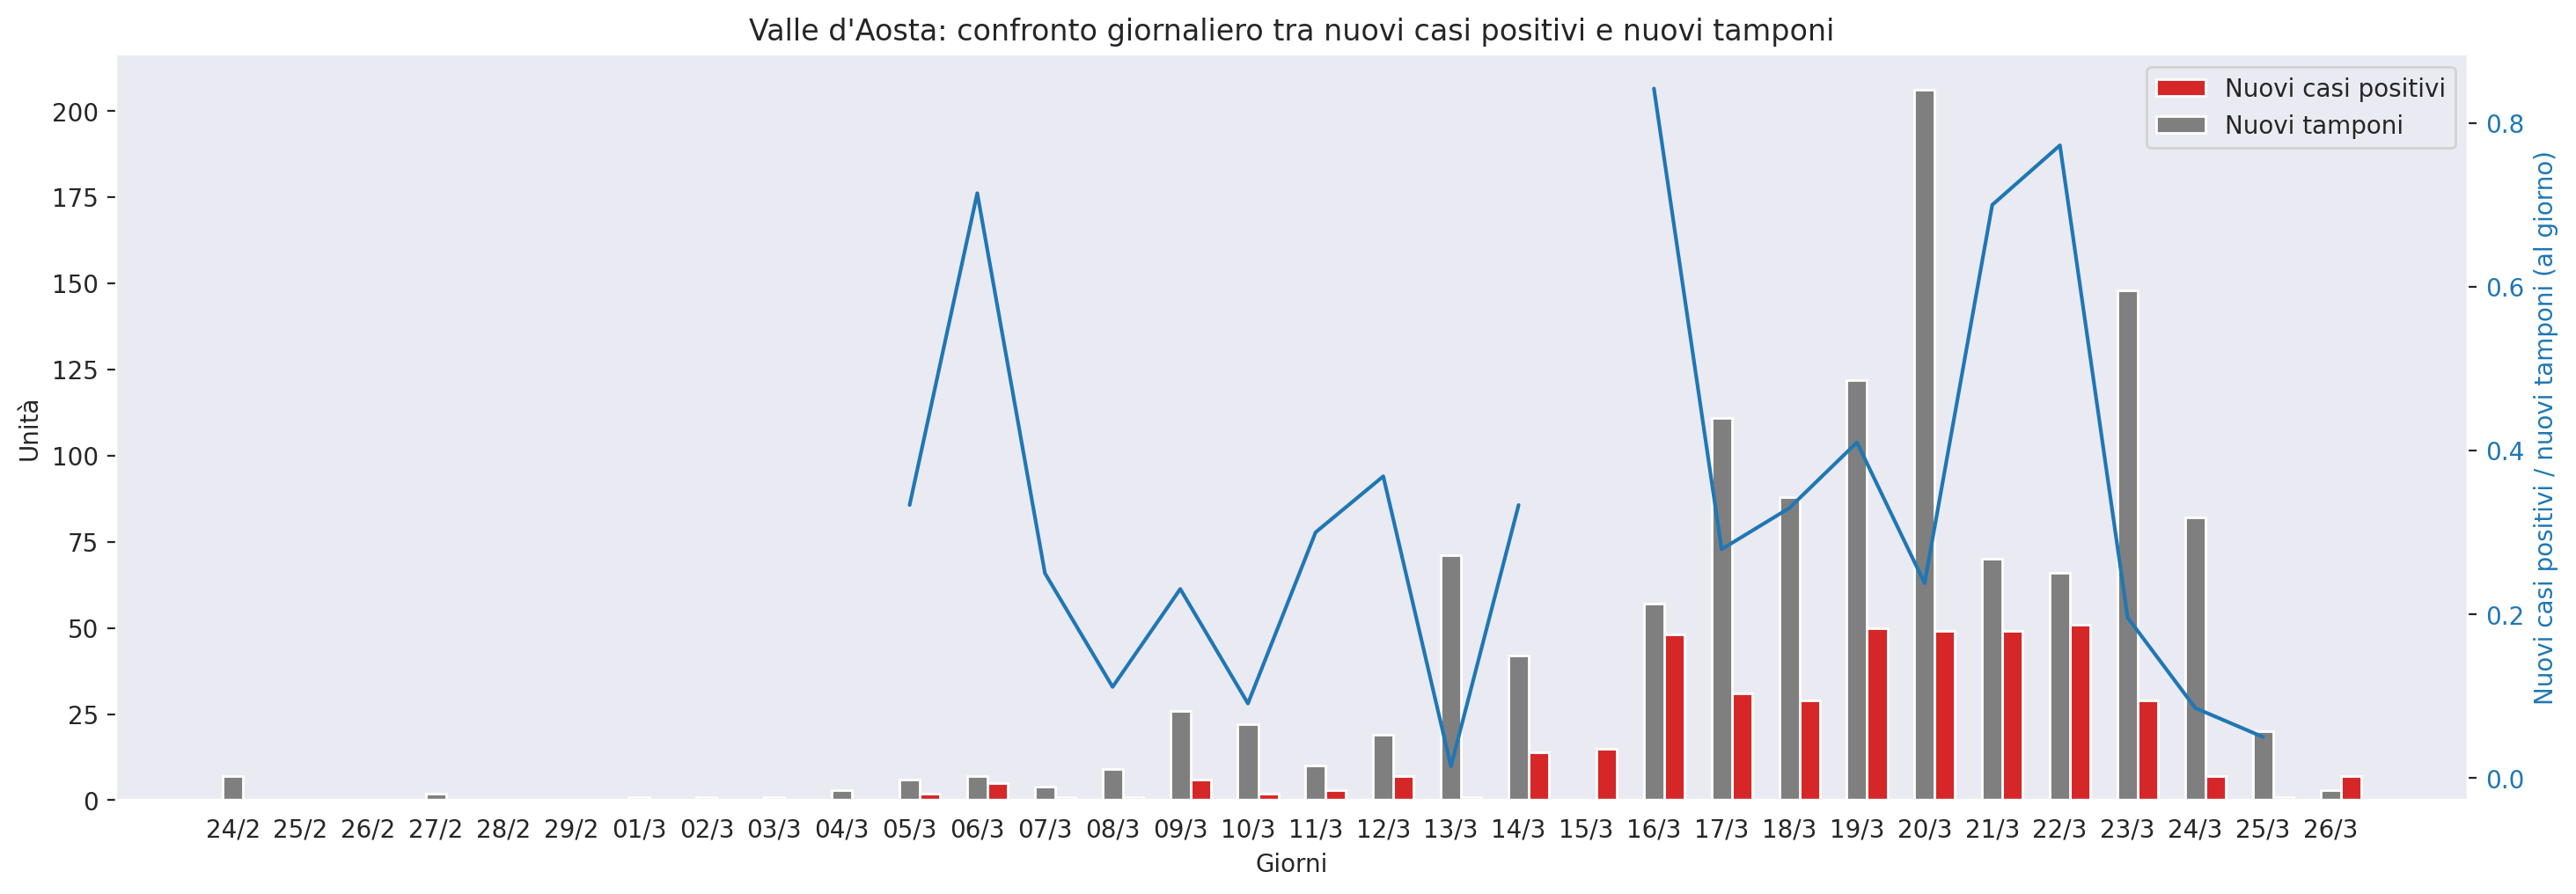 Valle d'Aosta: confronto giornaliero tra nuovi casi positivi e nuovi tamponi
Nuovi casi positivi
Nuovi tamponi
Unità
200
175
150
125
100
75
50
25
0
0.8
0.6
0.4
0.2
0.0
Nuovi casi positivi / nuovi tamponi (al giorno)
24/2 25/2 26/2 27/2 28/2 29/2 01/3 02/3 03/3 04/3 05/3 06/3 07/3 08/3 09/3 10/3 11/3 12/3 13/3 14/3 15/3 16/3 17/3 18/3 19/3 20/3 21/3 22/3 23/3 24/3 25/3 26/3
Giorni